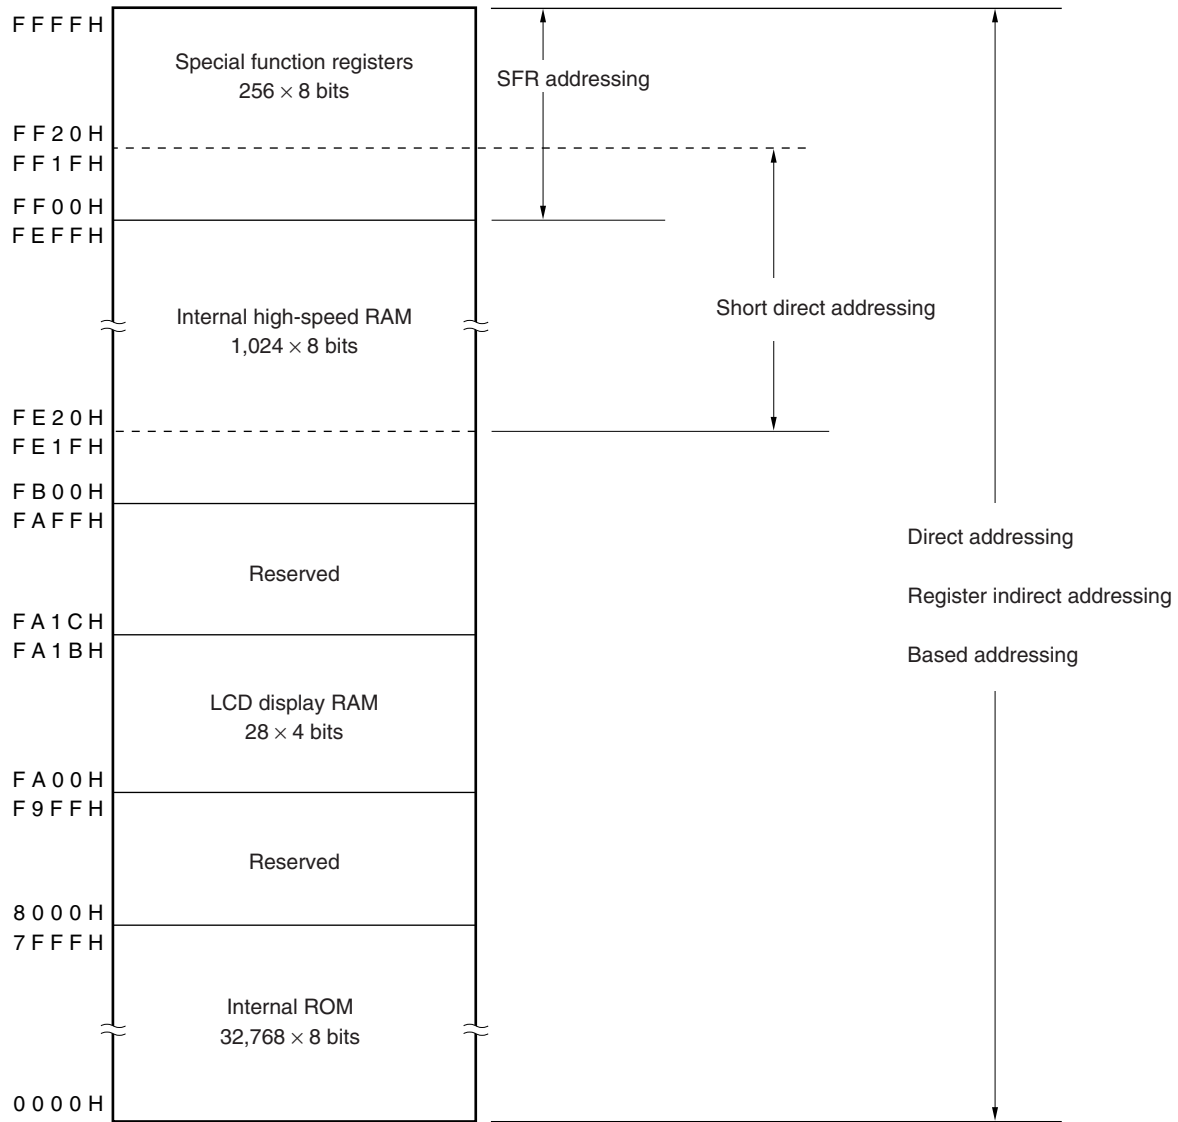 FFFFH
Special function registers
256 × 8 bits
SFR addressing
FF20H
FF1FH
FF00H
FEFFH
Internal high-speed RAM
1,024 × 8 bits
Short direct addressing
FE20H
FE1FH
FB00H
FAFFH
Direct addressing
Reserved
Register indirect addressing
FA1CH
FA1BH
Based addressing
LCD display RAM
28 × 4 bits
FA00H
F9FFH
Reserved
8000H
7FFFH
Internal ROM
32,768 × 8 bits
0000H